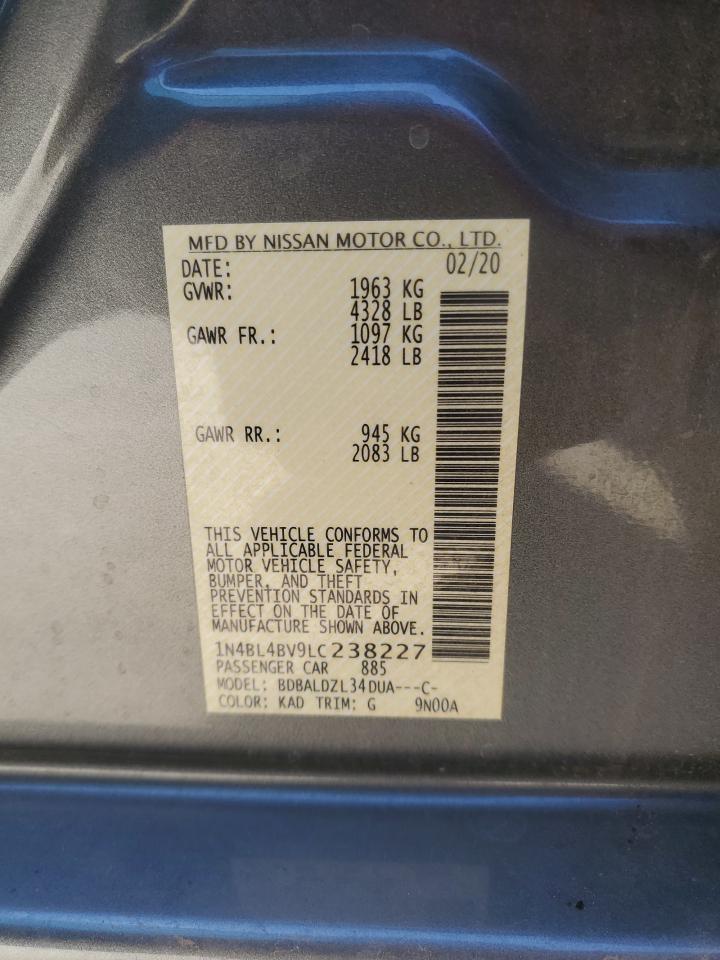 MFD BY NISSAN MOTOR CO., LTD.
DATE: 02/20
GVWR: 1963 KG
4328 LB
GAWR FR.: 1097 KG
2418 LB
GAWR RR.: 945 KG
2083 LB
THIS VEHICLE CONFORMS TO
ALL APPLICABLE FEDERAL
MOTOR VEHICLE SAFETY,
BUMPER, AND THEFT
PREVENTION STANDARDS IN
EFFECT ON THE DATE OF
MANUFACTURE SHOWN ABOVE.
1N4BL4BV9LC238227
PASSENGER CAR 885
MODEL: BDBALDZL34DUA---C-
COLOR: KAD TRIM: G 9N00A